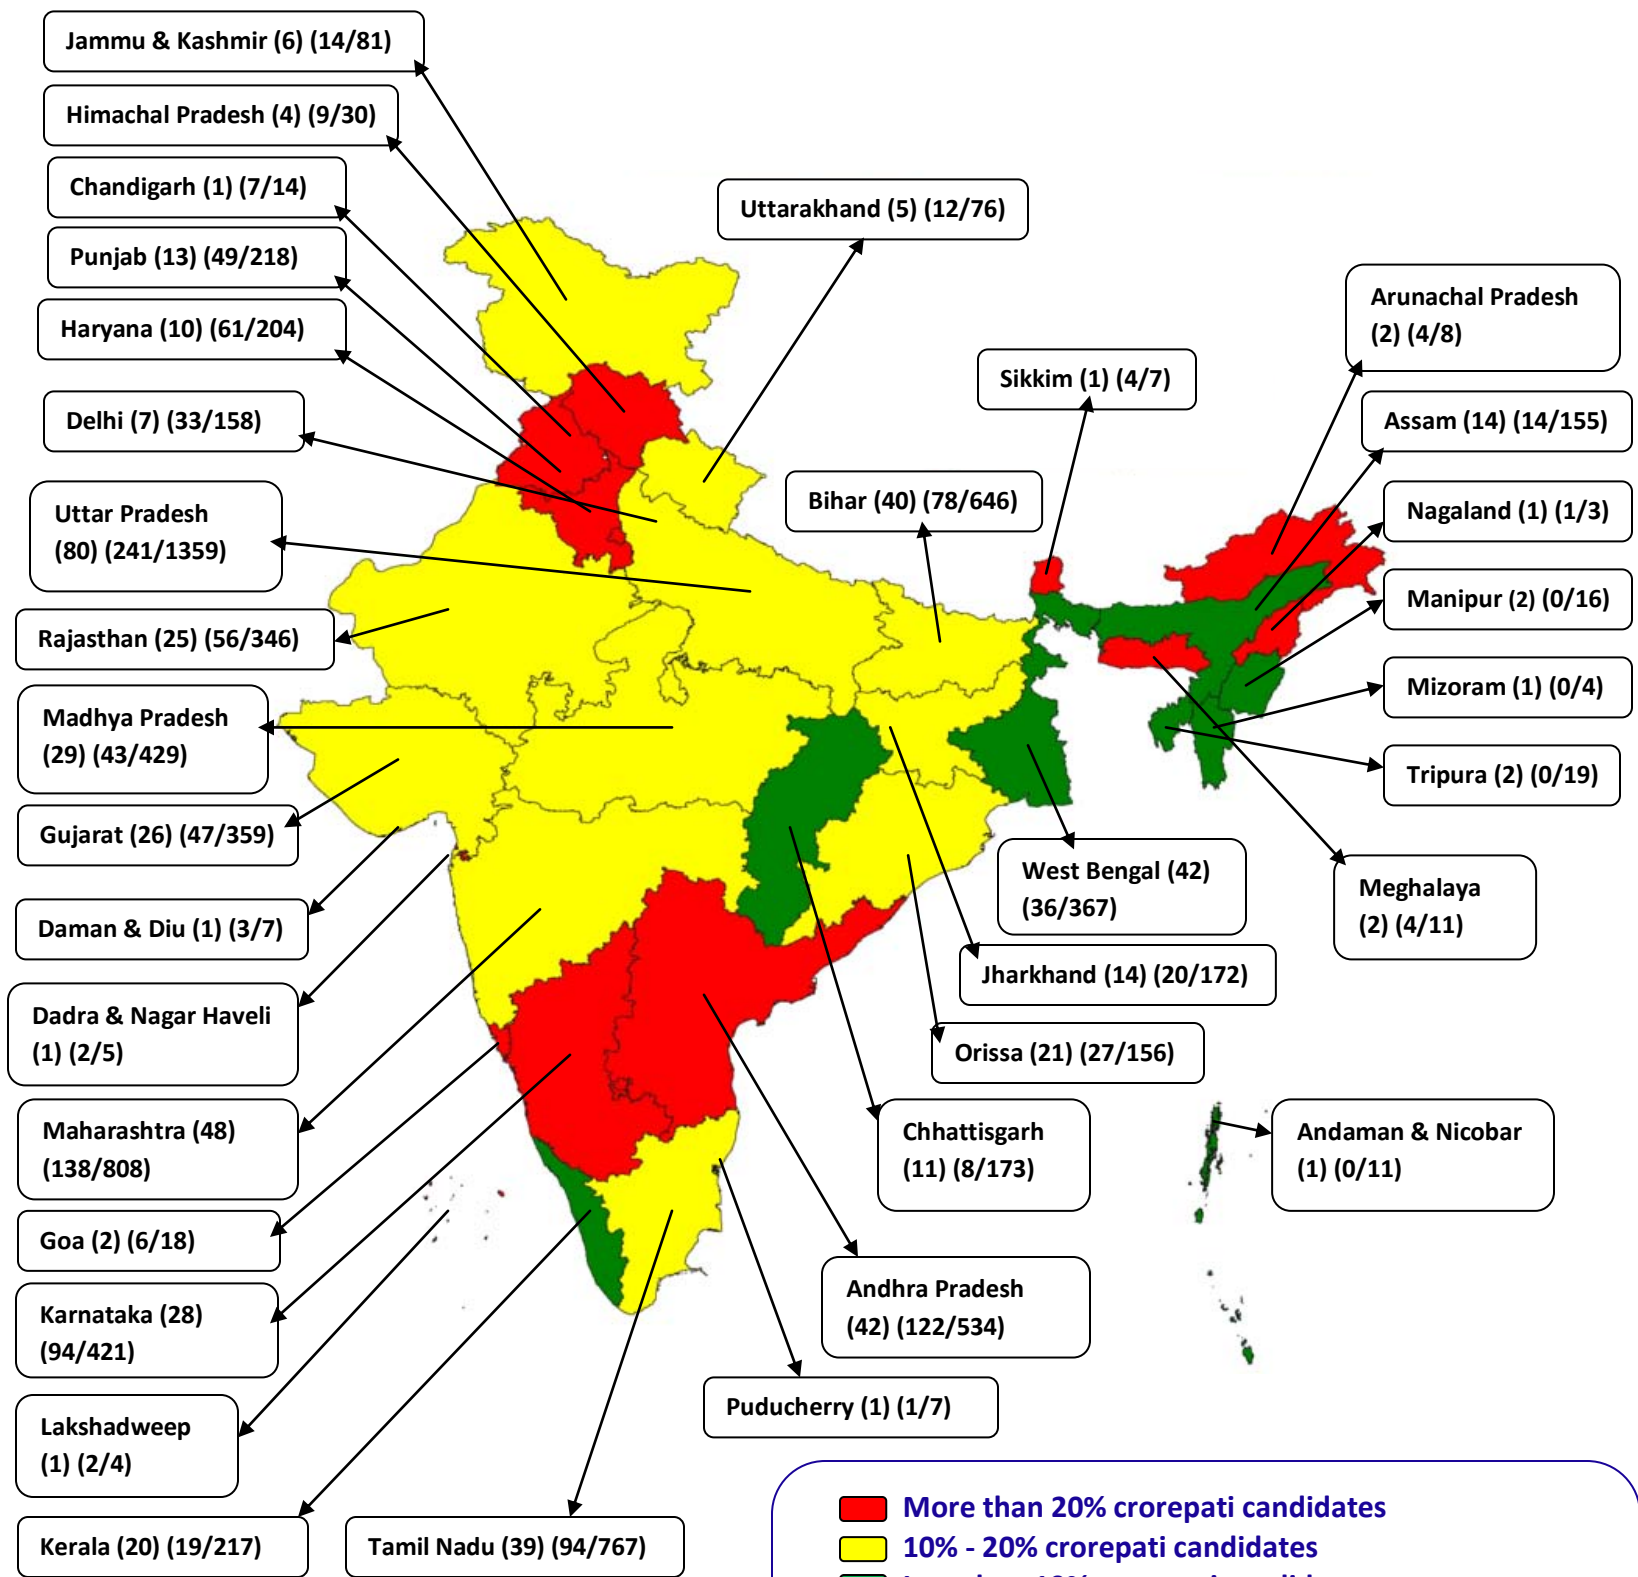 Jammu & Kashmir (6) (14/81)
Himachal Pradesh (4) (9/30)
Chandigarh (1) (7/14)
Punjab (13) (49/218)
Haryana (10) (61/204)
Delhi (7) (33/158)
Uttar Pradesh
(80) (241/1359)
Rajasthan (25) (56/346)
Madhya Pradesh
(29) (43/429)
Gujarat (26) (47/359)
Daman & Diu (1) (3/7)
Dadra & Nagar Haveli
(1) (2/5)
Maharashtra (48)
(138/808)
Goa (2) (6/18)
Karnataka (28)
(94/421)
Lakshadweep
(1) (2/4)
Kerala (20) (19/217)
Tamil Nadu (39) (94/767)
Uttarakhand (5) (12/76)
Bihar (40) (78/646)
Sikkim (1) (4/7)
Arunachal Pradesh
(2) (4/8)
Assam (14) (14/155)
Nagaland (1) (1/3)
Manipur (2) (0/16)
Mizoram (1) (0/4)
Tripura (2) (0/19)
Meghalaya
(2) (4/11)
West Bengal (42)
(36/367)
Jharkhand (14) (20/172)
Orissa (21) (27/156)
Chhattisgarh
(11) (8/173)
Andaman & Nicobar
(1) (0/11)
Andhra Pradesh
(42) (122/534)
Puducherry (1) (1/7)
More than 20% crorepati candidates
10% - 20% crorepati candidates